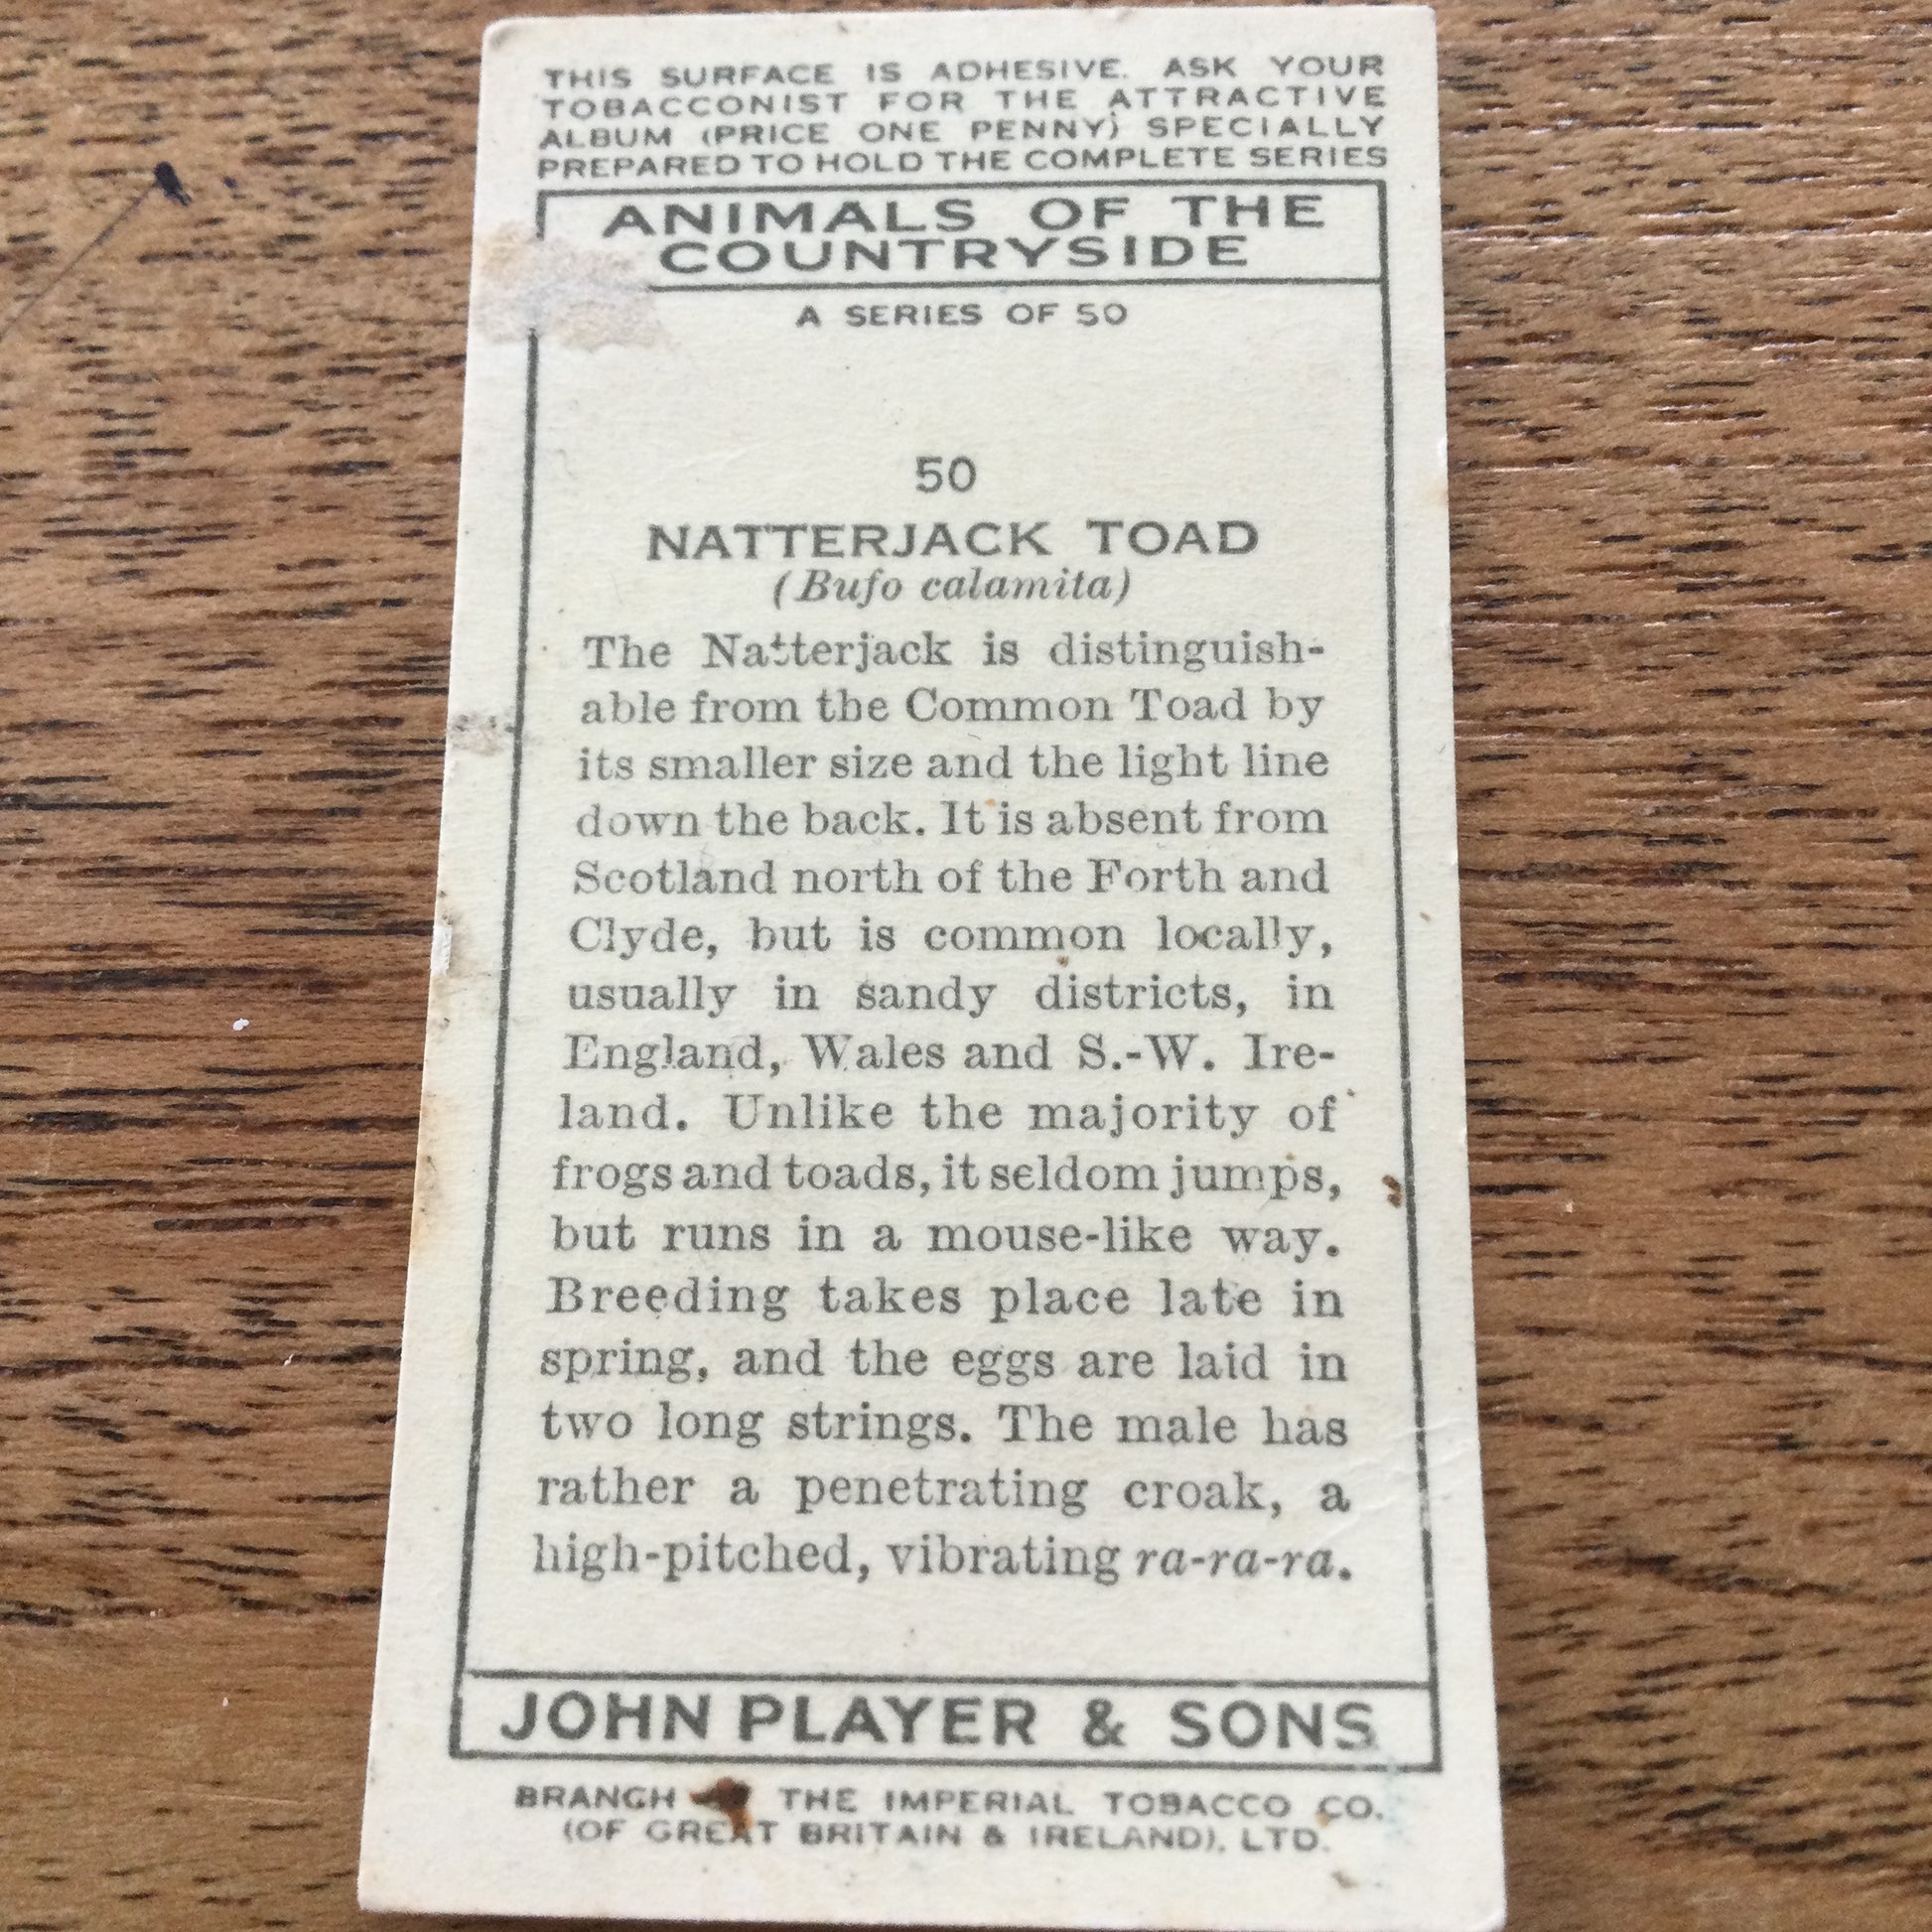 THIS SURFACE IS ADHESIVE. ASK YOUR
TOBACCONIST FOR THE ATTRACTIVE
ALBUM (PRICE ONE PENNY) SPECIALLY
PREPARED TO HOLD THE COMPLETE SERIES
ANIMALS OF THE
COUNTRYSIDE
A SERIES OF 50
50
NATTERJACK TOAD
(Bufo calamita)
The Natterjack is distinguish-
able from the Common Toad by
its smaller size and the light line
down the back. It is absent from
Scotland north of the Forth and
Clyde, but is common locally,
usually in sandy districts, in
England, Wales and S.-W. Ire-
land. Unlike the majority of
frogs and toads, it seldom jumps,
but runs in a mouse-like way.
Breeding takes place late in
spring, and the eggs are laid in
two long strings. The male has
rather a penetrating croak, a
high-pitched, vibrating ra-ra-ra.
JOHN PLAYER & SONS
BRANCH THE IMPERIAL TOBACCO CO.
(OF GREAT BRITAIN & IRELAND), LTD.